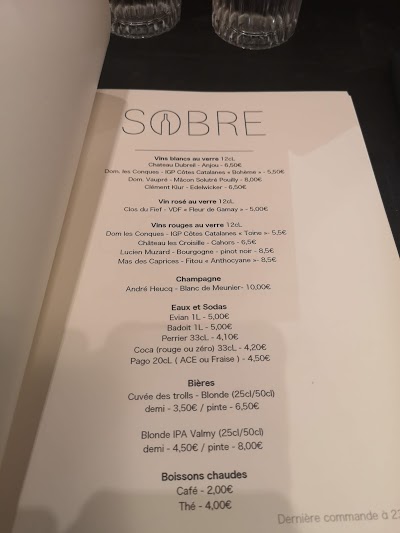 SOBRE
Vins blancs au verre 12cL
Chateau Dubreil - Anjou - 6,50€
Dom. les Conques - IGP Côtes Catalanes « Bohème » - 5,50€
Dom. Vaupré - Mâcon Solutré Pouilly - 8,00€
Clément Klur - Edelwicker - 6,50€
Vin rosé au verre 12cL
Clos du Fief - VDF « Fleur de Gamay » - 5,00€
Vins rouges au verre 12cL
Dom les Conques - IGP Côtes Catalanes « Toine »- 5,5€
Château les Croisille - Cahors - 6,5€
Lucien Muzard - Bourgogne - pinot noir - 8,5€
Mas des Caprices - Fitou « Anthocyane »- 8,5€
Champagne
André Heucq - Blanc de Meunier- 10,00€
Eaux et Sodas
Evian 1L - 5,00€
Badoit 1L - 5,00€
Perrier 33cL - 4,10€
Coca (rouge ou zéro) 33cL - 4,20€
Pago 20cL ( ACE ou Fraise ) - 4,50€
Bières
Cuvée des trolls - Blonde (25cl/50cl)
demi - 3,50€ / pinte - 6,50€
Blonde IPA Valmy (25cl/50cl)
demi - 4,50€ / pinte - 8,00€
Boissons chaudes
Café - 2,00€
Thé - 4,00€
Dernière commande à